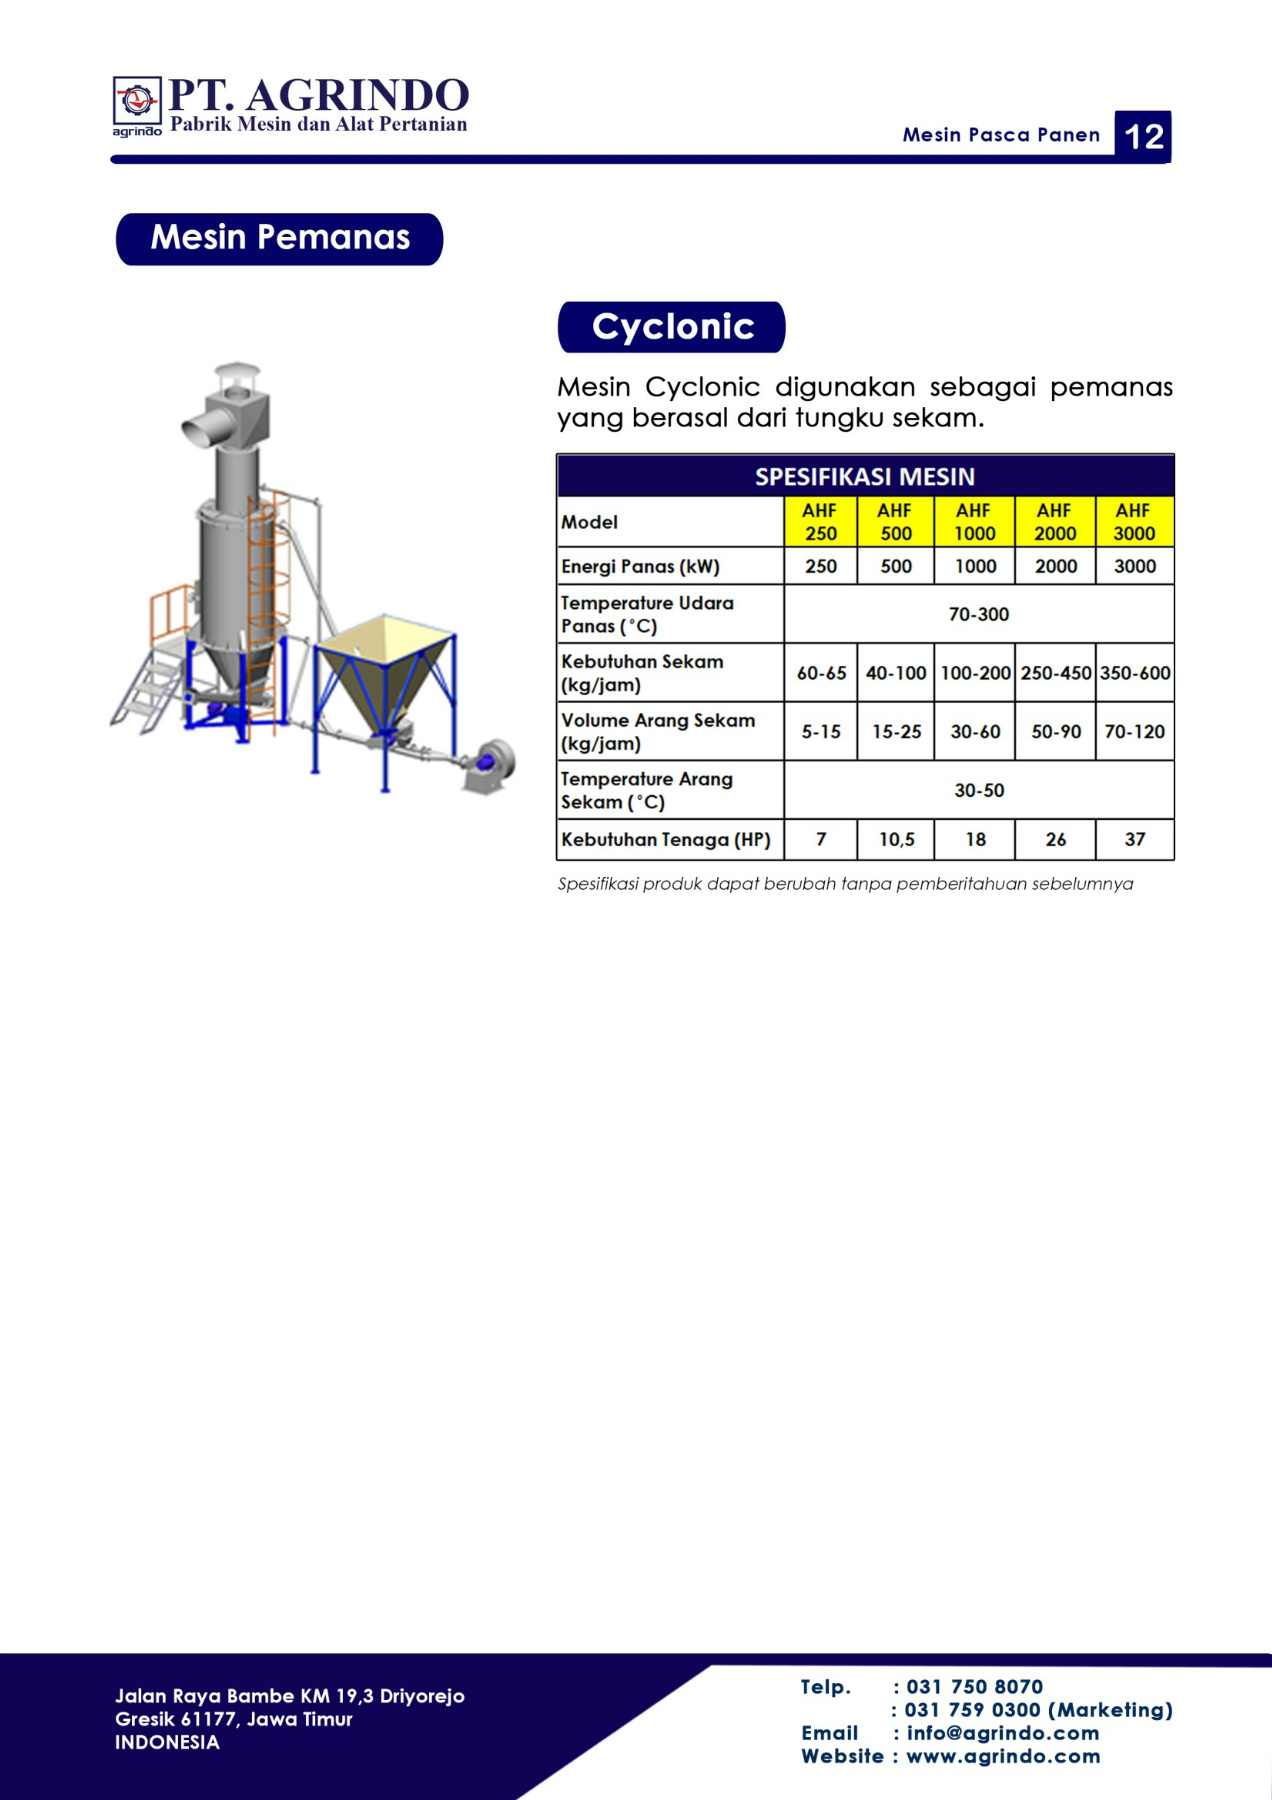 PT. AGRINDO
Pabrik Mesin dan Alat Pertanian
agrindo
Mesin Pasca Panen 12
Mesin Pemanas
Cyclonic
Mesin Cyclonic digunakan sebagai pemanas
yang berasal dari tungku sekam.
SPESIFIKASI MESIN
Model AHF 250 AHF 500 AHF 1000 AHF 2000 AHF 3000
Energi Panas (kW) 250 500 1000 2000 3000
Temperature Udara
Panas (°C) 70-300
Kebutuhan Sekam
(kg/jam) 60-65 40-100 100-200 250-450 350-600
Volume Arang Sekam
(kg/jam) 5-15 15-25 30-60 50-90 70-120
Temperature Arang
Sekam (°C) 30-50
Kebutuhan Tenaga (HP) 7 10,5 18 26 37
Spesifikasi produk dapat berubah tanpa pemberitahuan sebelumnya
Jalan Raya Bambe KM 19,3 Driyorejo
Gresik 61177, Jawa Timur
INDONESIA
Telp. : 031 750 8070
: 031 759 0300 (Marketing)
Email : info@agrindo.com
Website : www.agrindo.com